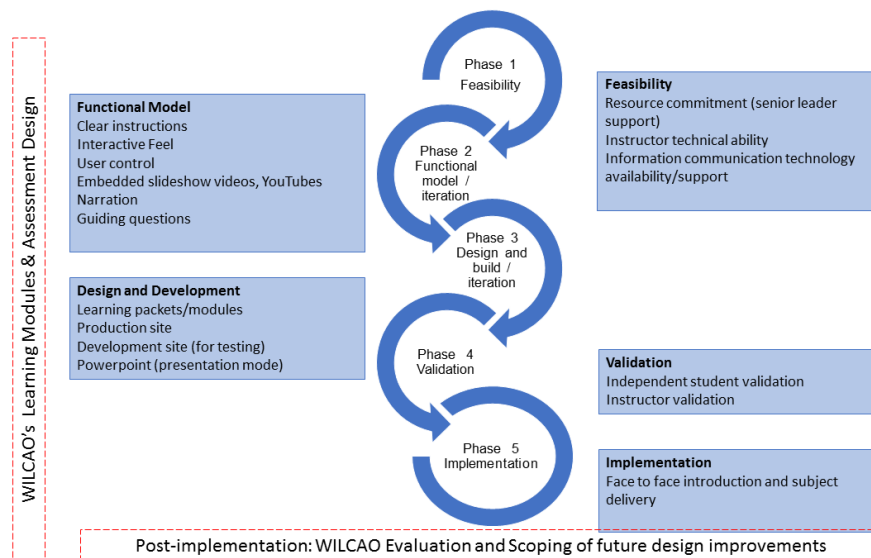 WILCAO's Learning Modules & Assessment Design
Phase 1
Feasibility
Functional Model
Clear instructions
Interactive Feel
User control
Embedded slideshow videos, YouTubes
Narration
Guiding questions
Feasibility
Resource commitment (senior leader
support)
Instructor technical ability
Information communication technology
availability/support
Phase 2
Functional
model /
iteration
Phase 3
Design and
build /
iteration
Design and Development
Learning packets/modules
Production site
Development site (for testing)
Powerpoint (presentation mode)
Phase 4
Validation
Validation
Independent student validation
Instructor validation
Phase 5
Implementation
Implementation
Face to face introduction and subject
delivery
Post-implementation: WILCAO Evaluation and Scoping of future design improvements